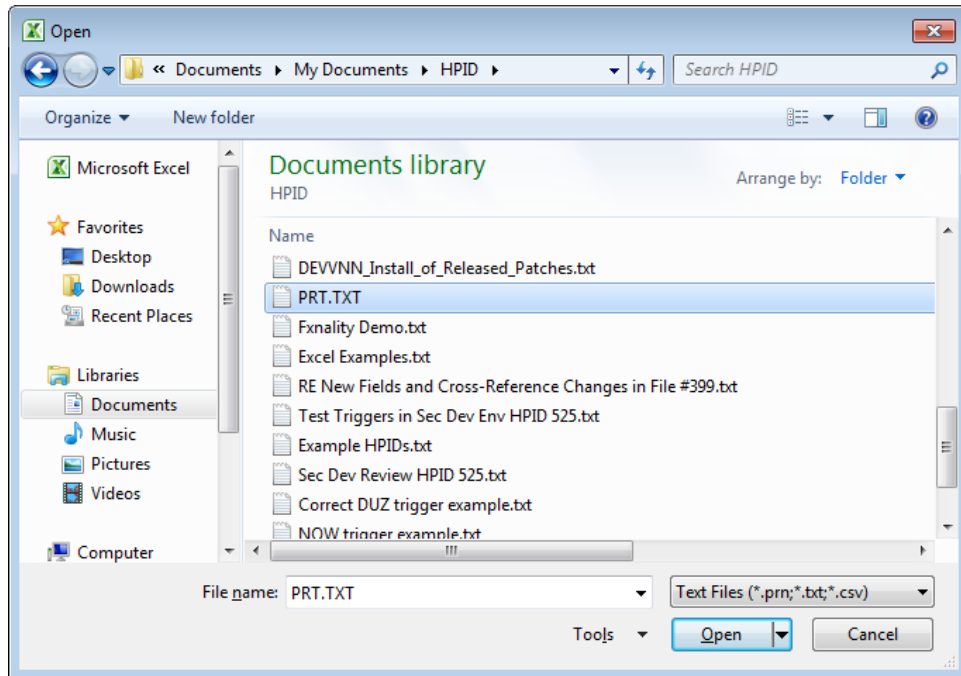 Open
« Documents ▸ My Documents ▸ HPID ▸
Search HPID
Organize
New folder
Microsoft Excel
Favorites
Desktop
Downloads
Recent Places
Libraries
Documents
Music
Pictures
Videos
Computer
Documents library
HPID
Arrange by: Folder
Name
DEVVNN_Install_of_Released_Patches.txt
PRT.TXT
Fxnality Demo.txt
Excel Examples.txt
RE New Fields and Cross-Reference Changes in File #399.txt
Test Triggers in Sec Dev Env HPID 525.txt
Example HPIDs.txt
Sec Dev Review HPID 525.txt
Correct DUZ trigger example.txt
NOW trigger example.txt
File name: PRT.TXT
Text Files (*.prn;*.txt;*.csv)
Tools
Open
Cancel